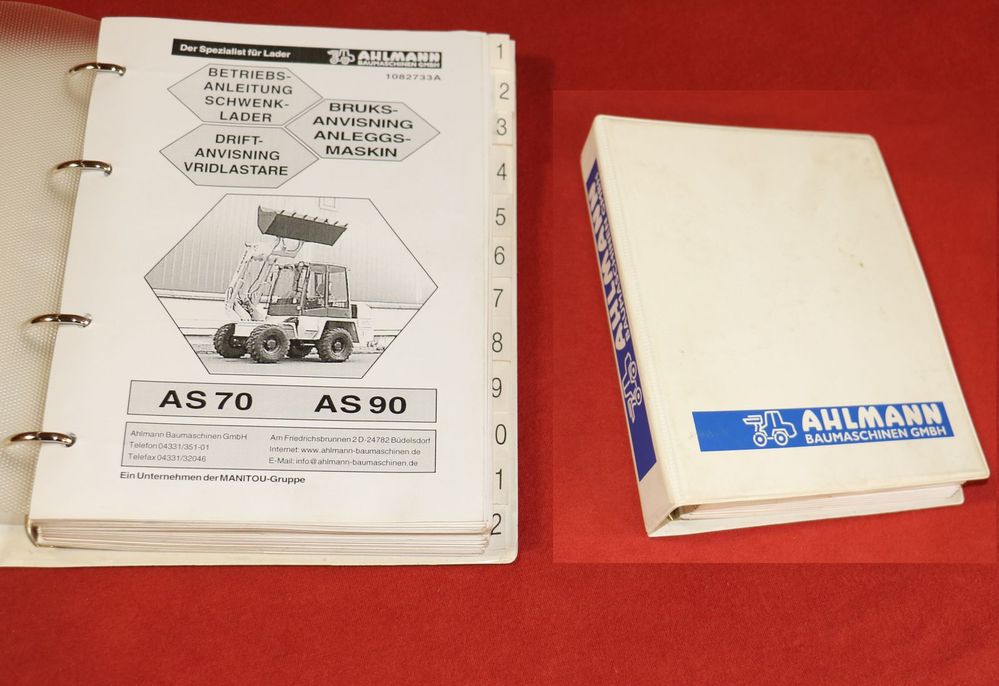 Der Spezialist für Lader
AHLMANN
BAUMASCHINEN GMBH
1082733A
BETRIEBS-
ANLEITUNG
SCHWENK-
LADER
BRUKS-
ANVISNING
ANLEGGS-
MASKIN
DRIFT-
ANVISNING
VRIDLASTARE
AS 70 AS 90
Ahlmann Baumaschinen GmbH
Telefon 04331/351-01
Telefax 04331/32046
Am Friedrichsbrunnen 2 D-24782 Büdelsdorf
Internet: www.ahlmann-baumaschinen.de
E-Mail: info@ahlmann-baumaschinen.de
Ein Unternehmen der MANITOU-Gruppe
1
2
3
4
5
6
7
8
9
0
1
2
AHLMANN
BAUMASCHINEN GMBH
AHLMANN
BAUMASCHINEN GMBH